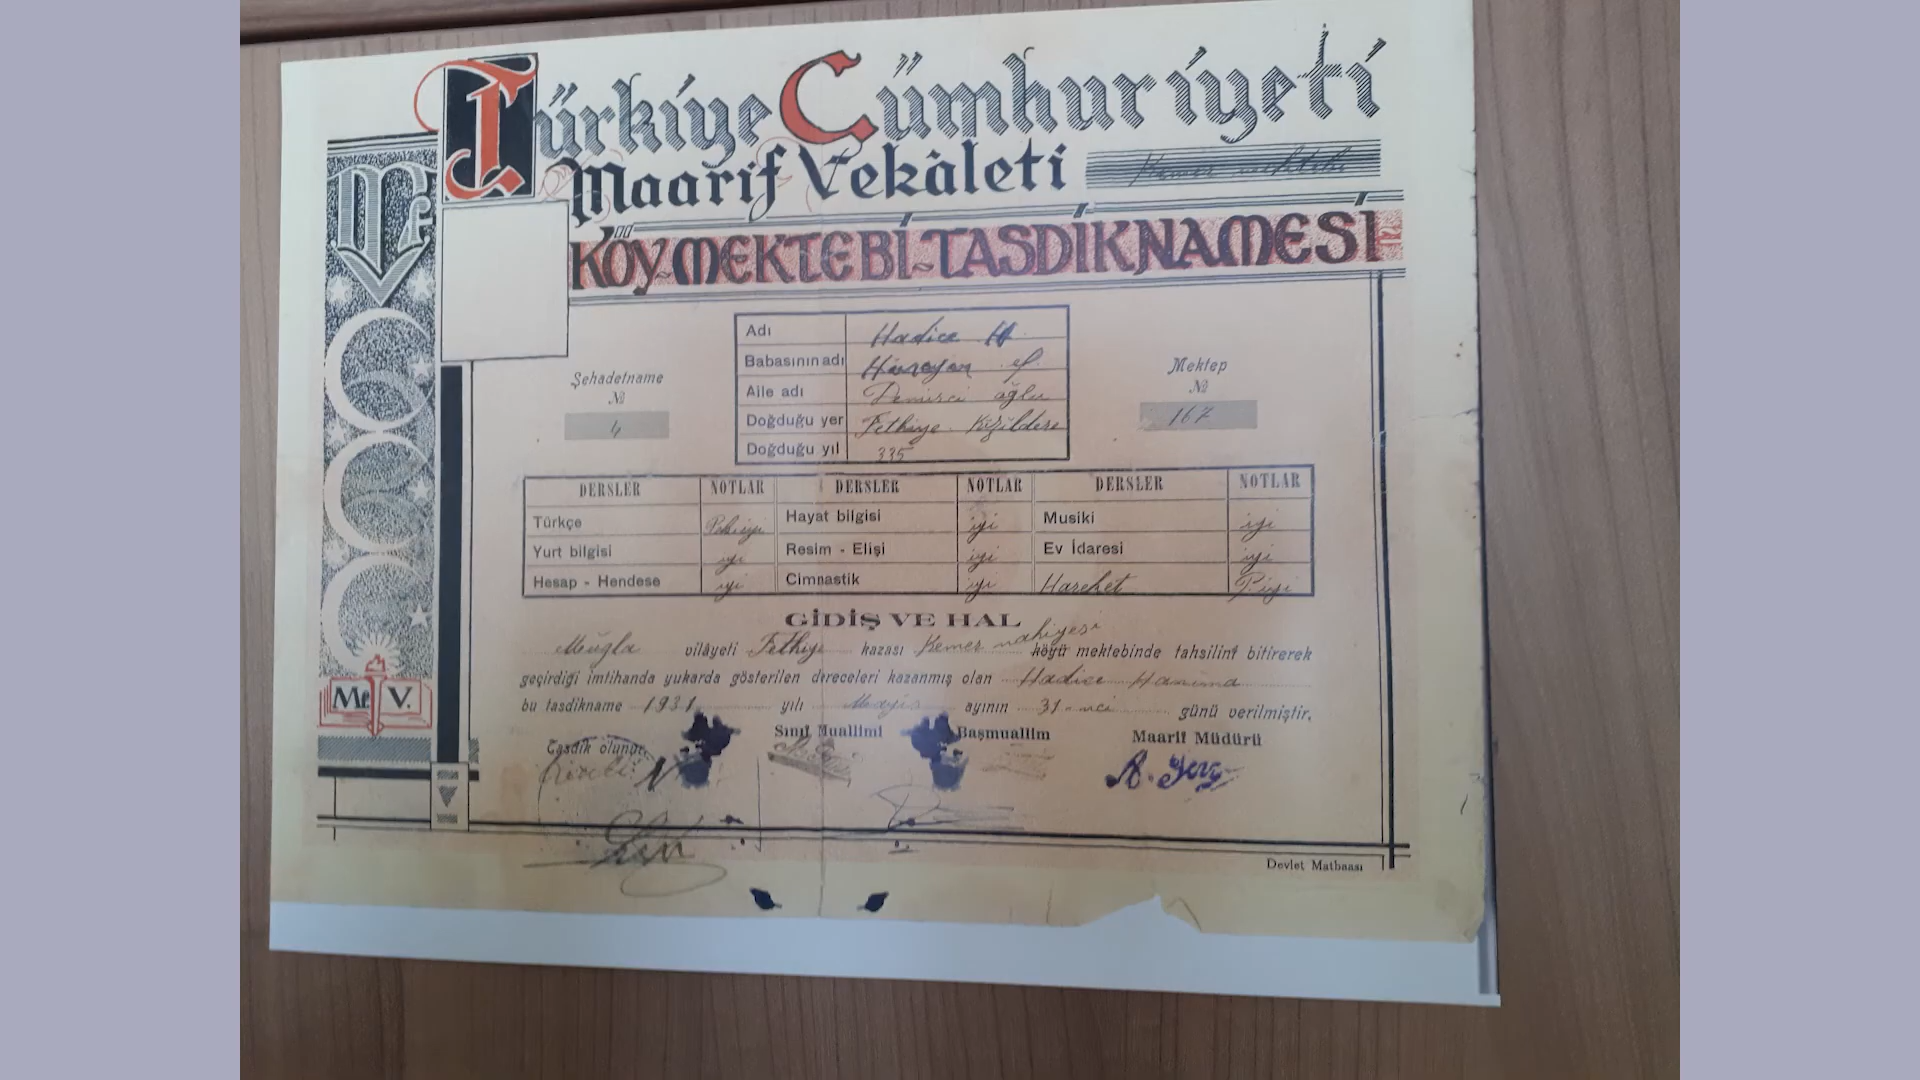 Türkiye Cümhuriyeti
Maarif Vekâleti
Kemer mektebi
KÖY-MEKTEBİ-TASDİKNAMESİ
Adı Hadice H.
Babasının adı
Aile adı Demirci oğlu
Doğduğu yer Fethiye Kızıldere
Doğduğu yıl 335
Şehadetname
№
4
Mektep
№
167
DERSLER NOTLAR DERSLER NOTLAR DERSLER NOTLAR
Türkçe Pekiyi Hayat bilgisi iyi Musiki iyi
Yurt bilgisi iyi Resim - Elişi iyi Ev İdaresi iyi
Hesap - Hendese iyi Cimnastik iyi Hareket P. iyi
GİDİŞ VE HAL
Muğla vilâyeti Fethiye kazası Kemer nahiyesi köyü mektebinde tahsilini bitirerek
geçirdiği imtihanda yukarda gösterilen dereceleri kazanmış olan Hadice Hanıma
bu tasdikname 1931 yılı Mayıs ayının 31 inci günü verilmiştir.
Tasdik olunur Sınıf Muallimi Başmuallim Maarif Müdürü
Mf. V.
Devlet Matbaası